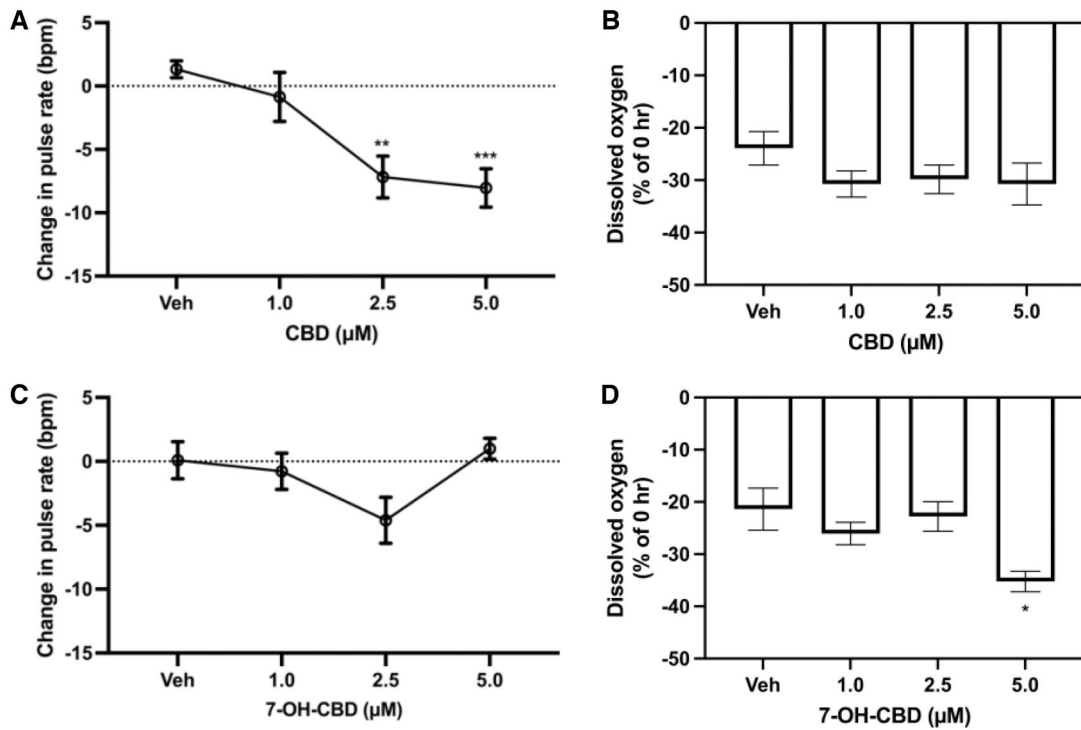 A
Change in pulse rate (bpm)
5
0
-5
-10
-15
**
***
Veh
1.0
2.5
5.0
CBD (µM)
B
Dissolved oxygen
(% of 0 hr)
0
-10
-20
-30
-40
-50
Veh
1.0
2.5
5.0
CBD (µM)
C
Change in pulse rate (bpm)
5
0
-5
-10
-15
Veh
1.0
2.5
5.0
7-OH-CBD (µM)
D
Dissolved oxygen
(% of 0 hr)
0
-10
-20
-30
-40
-50
*
Veh
1.0
2.5
5.0
7-OH-CBD (µM)